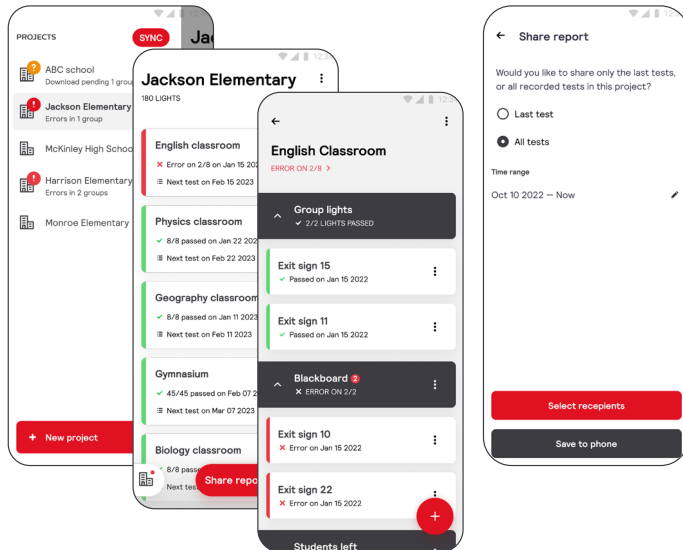 PROJECTS
SYNC
ABC school
Download pending 1
Jackson Elementary
Errors in 1 group
McKinley High
Harrison Elementary
Errors in 2 groups
Monroe Elementary
+ New project
Jackson Elementary
180 LIGHTS
English classroom
Error on 2/8 on Jan 15
Next test on Feb 15 2023
Physics classroom
8/8 passed on Jan 22
Next test on Feb 22 2023
Geography classroom
8/8 passed on Jan 11 2023
Next test on Feb 11 2023
Gymnasium
45/45 passed on Feb 07
Next test on Mar 07 2023
Biology classroom
8/8
Next
Share
English Classroom
ERROR ON 2/8 >
Group lights
2/2 LIGHTS PASSED
Exit sign 15
Passed on Jan 15 2022
Exit sign 11
Passed on Jan 15 2022
Blackboard 2
ERROR ON 2/2
Exit sign 10
Error on Jan 15 2022
Exit sign 22
Error on Jan 15 2022
+
Students left
Share report
Would you like to share only the last tests,
or all recorded tests in this project?
Last test
All tests
Time range
Oct 10 2022 — Now
Select recepients
Save to phone